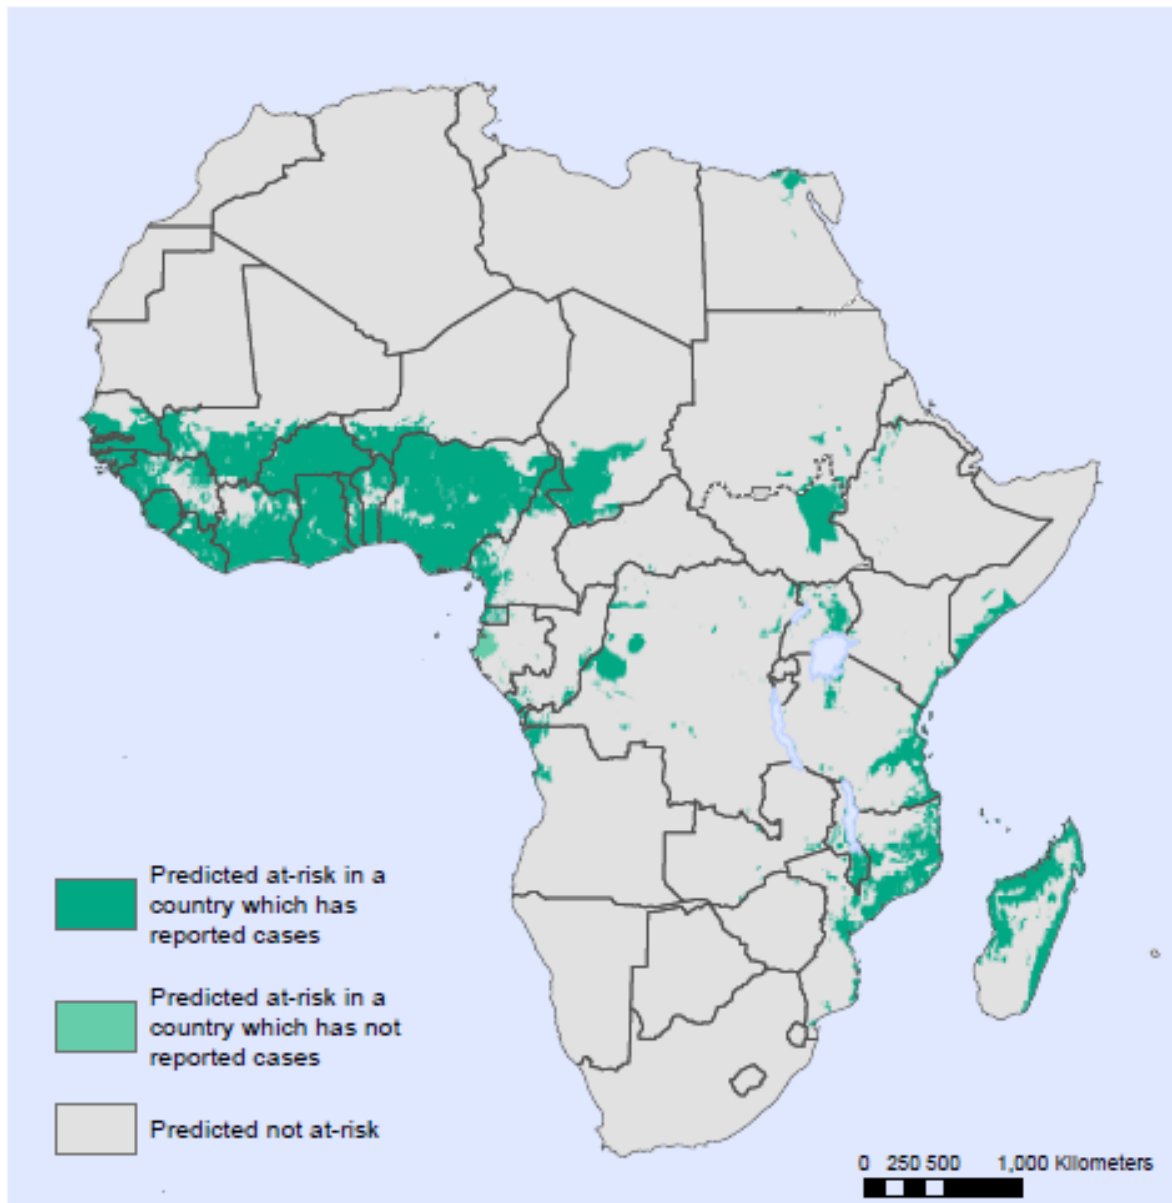 Predicted at-risk in a
country which has
reported cases
Predicted at-risk in a
country which has not
reported cases
Predicted not at-risk
0 250 500 1,000 Kilometers